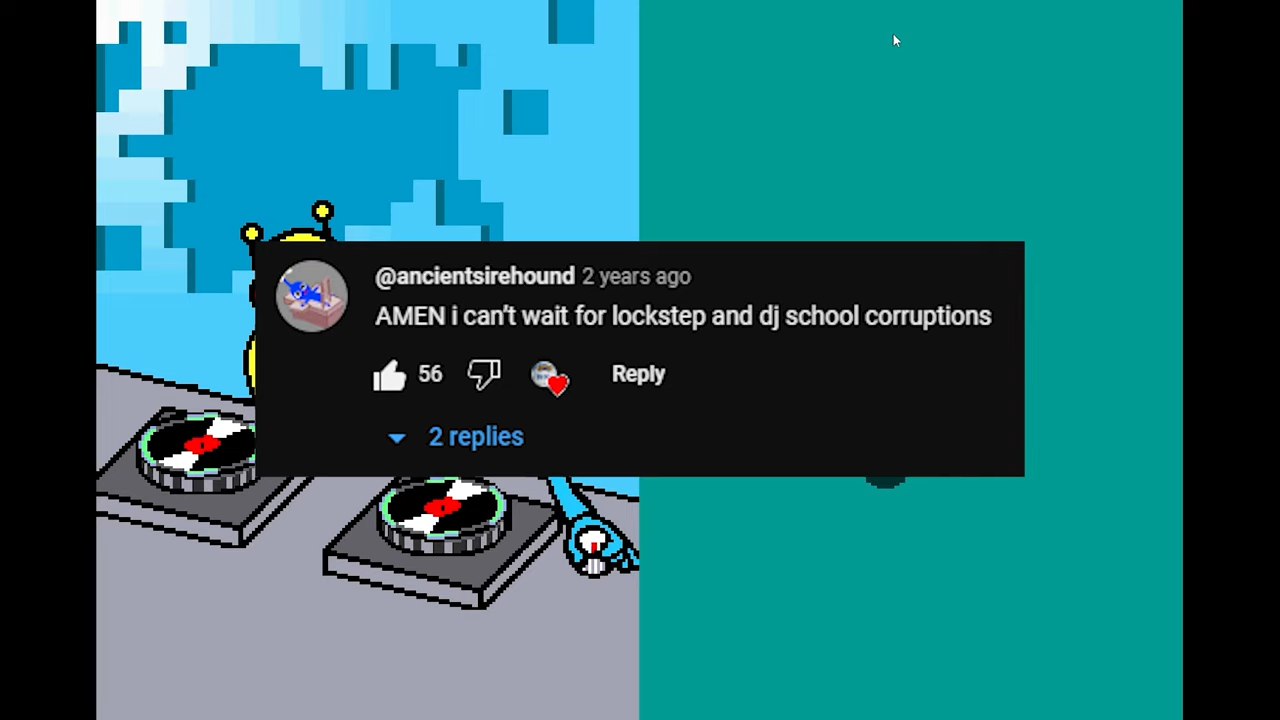 @ancientsirehound 2 years ago
AMEN i can't wait for lockstep and dj school corruptions
56 Reply
2 replies